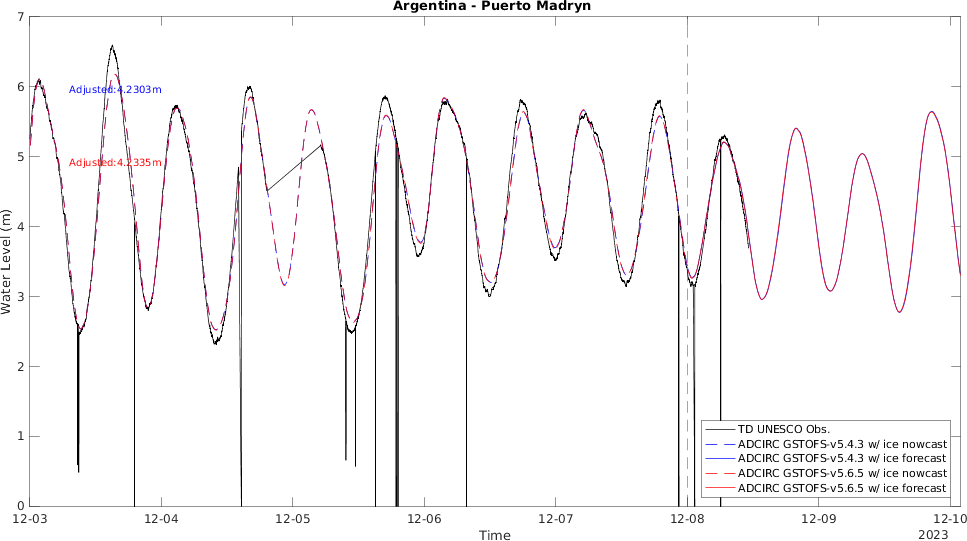 Argentina - Puerto Madryn
7
6
5
4
3
2
1
0
Water Level (m)
Adjusted:4.2303m
Adjusted:4.2335m
TD UNESCO Obs.
ADCIRC GSTOFS-v5.4.3 w/ ice nowcast
ADCIRC GSTOFS-v5.4.3 w/ ice forecast
ADCIRC GSTOFS-v5.6.5 w/ ice nowcast
ADCIRC GSTOFS-v5.6.5 w/ ice forecast
12-03 12-04 12-05 12-06 12-07 12-08 12-09 12-10
Time
2023